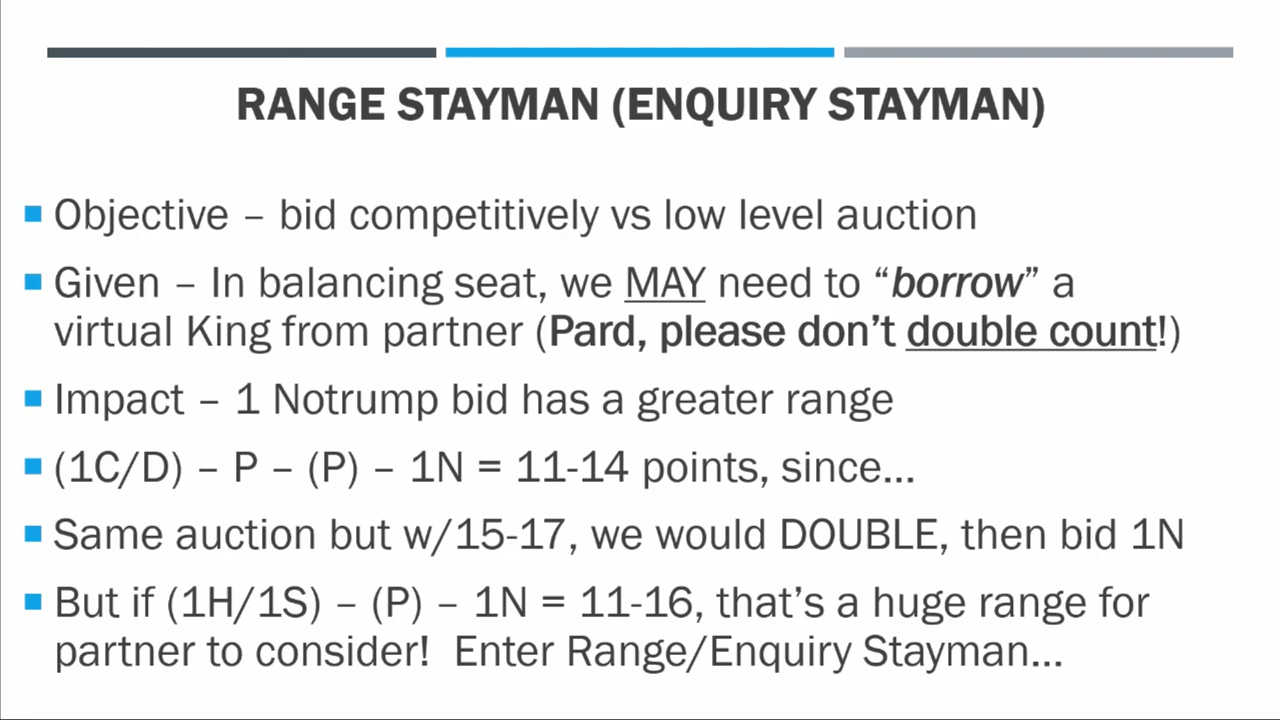 RANGE STAYMAN (ENQUIRY STAYMAN)
Objective – bid competitively vs low level auction
Given – In balancing seat, we MAY need to “borrow” a
virtual King from partner (Pard, please don’t double count!)
Impact – 1 Notrump bid has a greater range
(1C/D) – P – (P) – 1N = 11-14 points, since…
Same auction but w/15-17, we would DOUBLE, then bid 1N
But if (1H/1S) – (P) – 1N = 11-16, that’s a huge range for
partner to consider!  Enter Range/Enquiry Stayman…